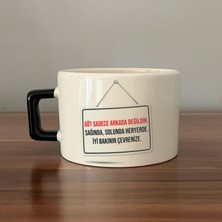 GÖT SADECE ARKADA DEĞİLDİR.
SAĞINDA, SOLUNDA HERYERDE.
İYİ BAKININ ÇEVRENİZE.